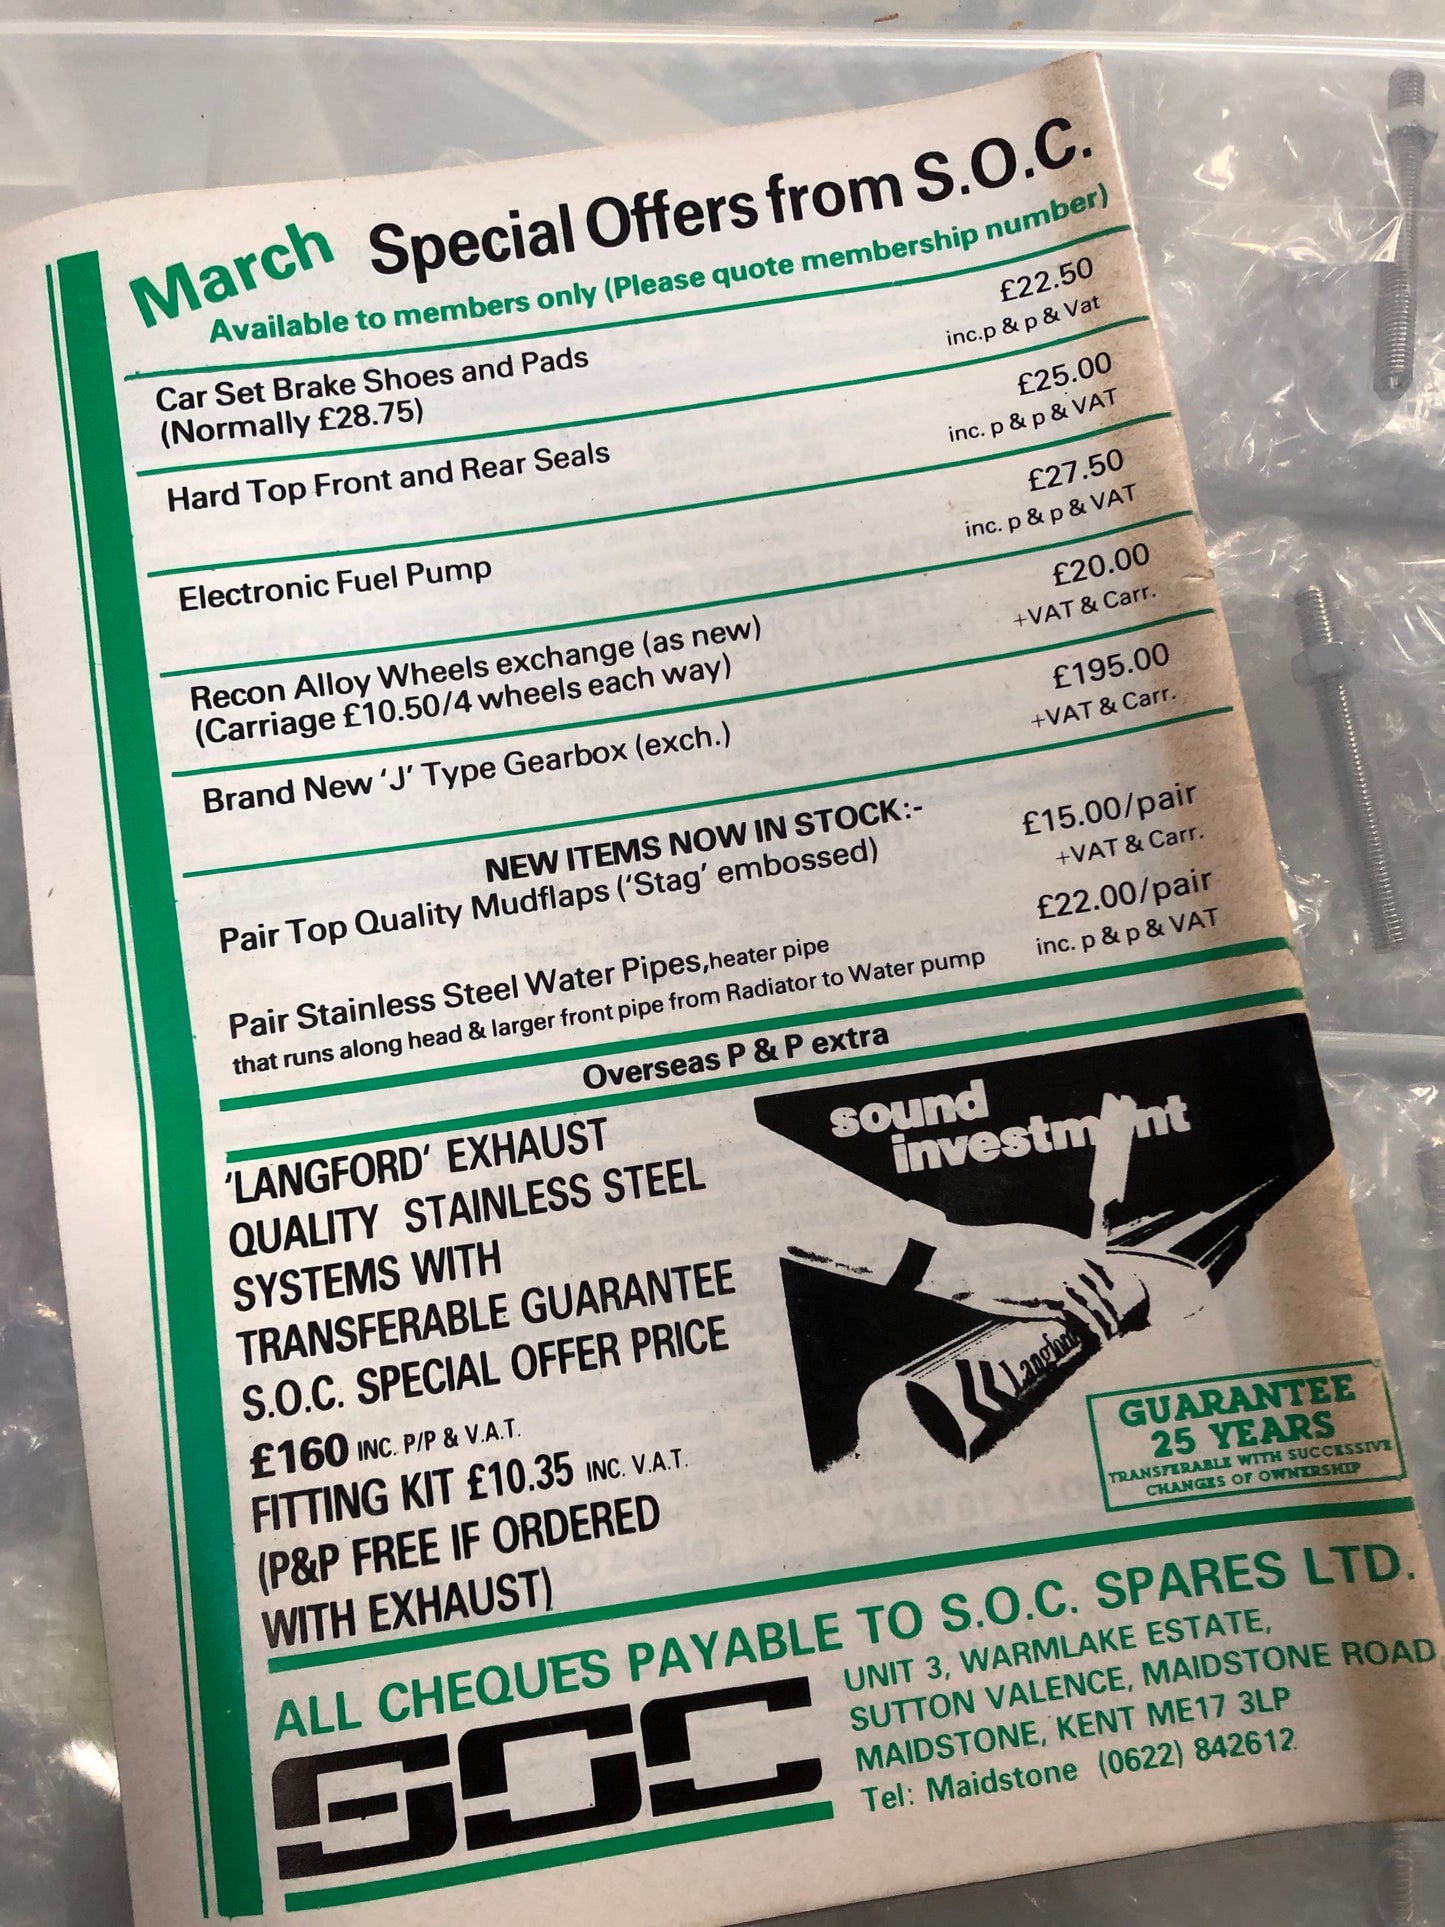 March Special Offers from S.O.C.
Available to members only (Please quote membership number)
Car Set Brake Shoes and Pads £22.50
(Normally £28.75) inc.p & p & Vat
Hard Top Front and Rear Seals £25.00
inc. p & p & VAT
Electronic Fuel Pump £27.50
inc. p & p & VAT
Recon Alloy Wheels exchange (as new) £20.00
(Carriage £10.50/4 wheels each way) +VAT & Carr.
Brand New 'J' Type Gearbox (exch.) £195.00
+VAT & Carr.
NEW ITEMS NOW IN STOCK:-
Pair Top Quality Mudflaps ('Stag' embossed) £15.00/pair
+VAT & Carr.
Pair Stainless Steel Water Pipes,heater pipe £22.00/pair
that runs along head & larger front pipe from Radiator to Water pump inc. p & p & VAT
Overseas P & P extra
'LANGFORD' EXHAUST
QUALITY STAINLESS STEEL
SYSTEMS WITH
TRANSFERABLE GUARANTEE
S.O.C. SPECIAL OFFER PRICE
£160 INC. P/P & V.A.T.
FITTING KIT £10.35 INC. V.A.T.
(P&P FREE IF ORDERED
WITH EXHAUST)
sound
investment
Langford
GUARANTEE
25 YEARS
TRANSFERABLE WITH SUCCESSIVE
CHANGES OF OWNERSHIP
ALL CHEQUES PAYABLE TO S.O.C. SPARES LTD.
SOC
UNIT 3, WARMLAKE ESTATE,
SUTTON VALENCE, MAIDSTONE ROAD,
MAIDSTONE, KENT ME17 3LP
Tel: Maidstone (0622) 842612.